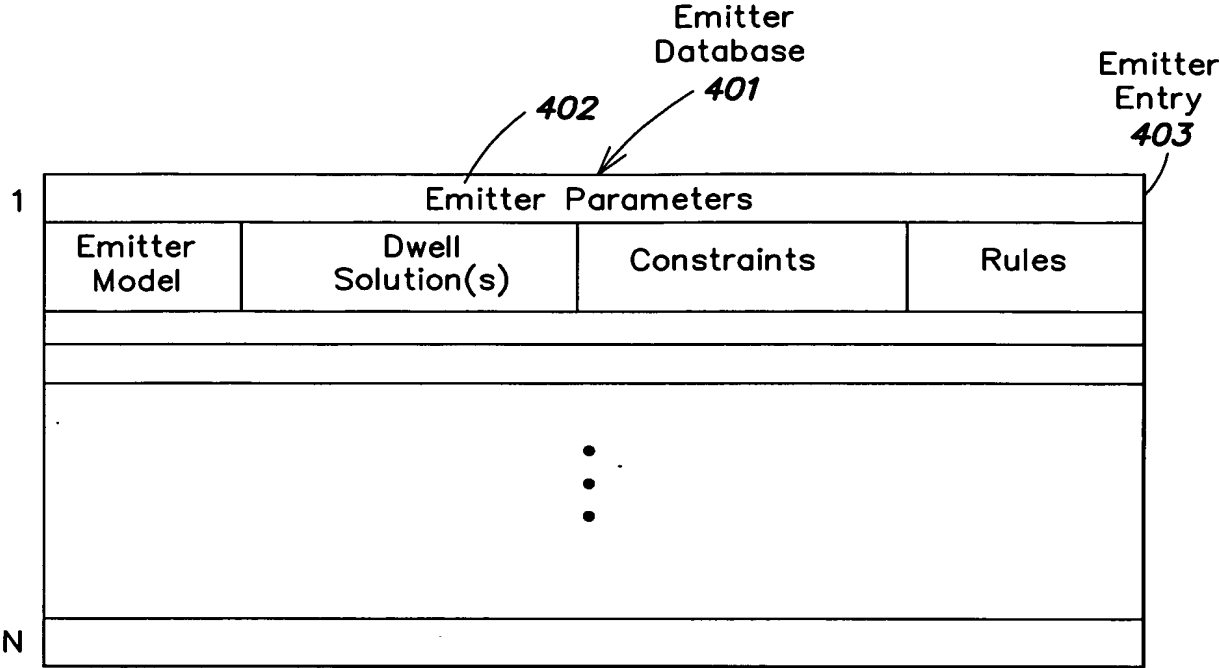 Emitter
Database
401
Emitter
Entry
403
402
1
Emitter Parameters
Emitter
Model
Dwell
Solution(s)
Constraints
Rules
N